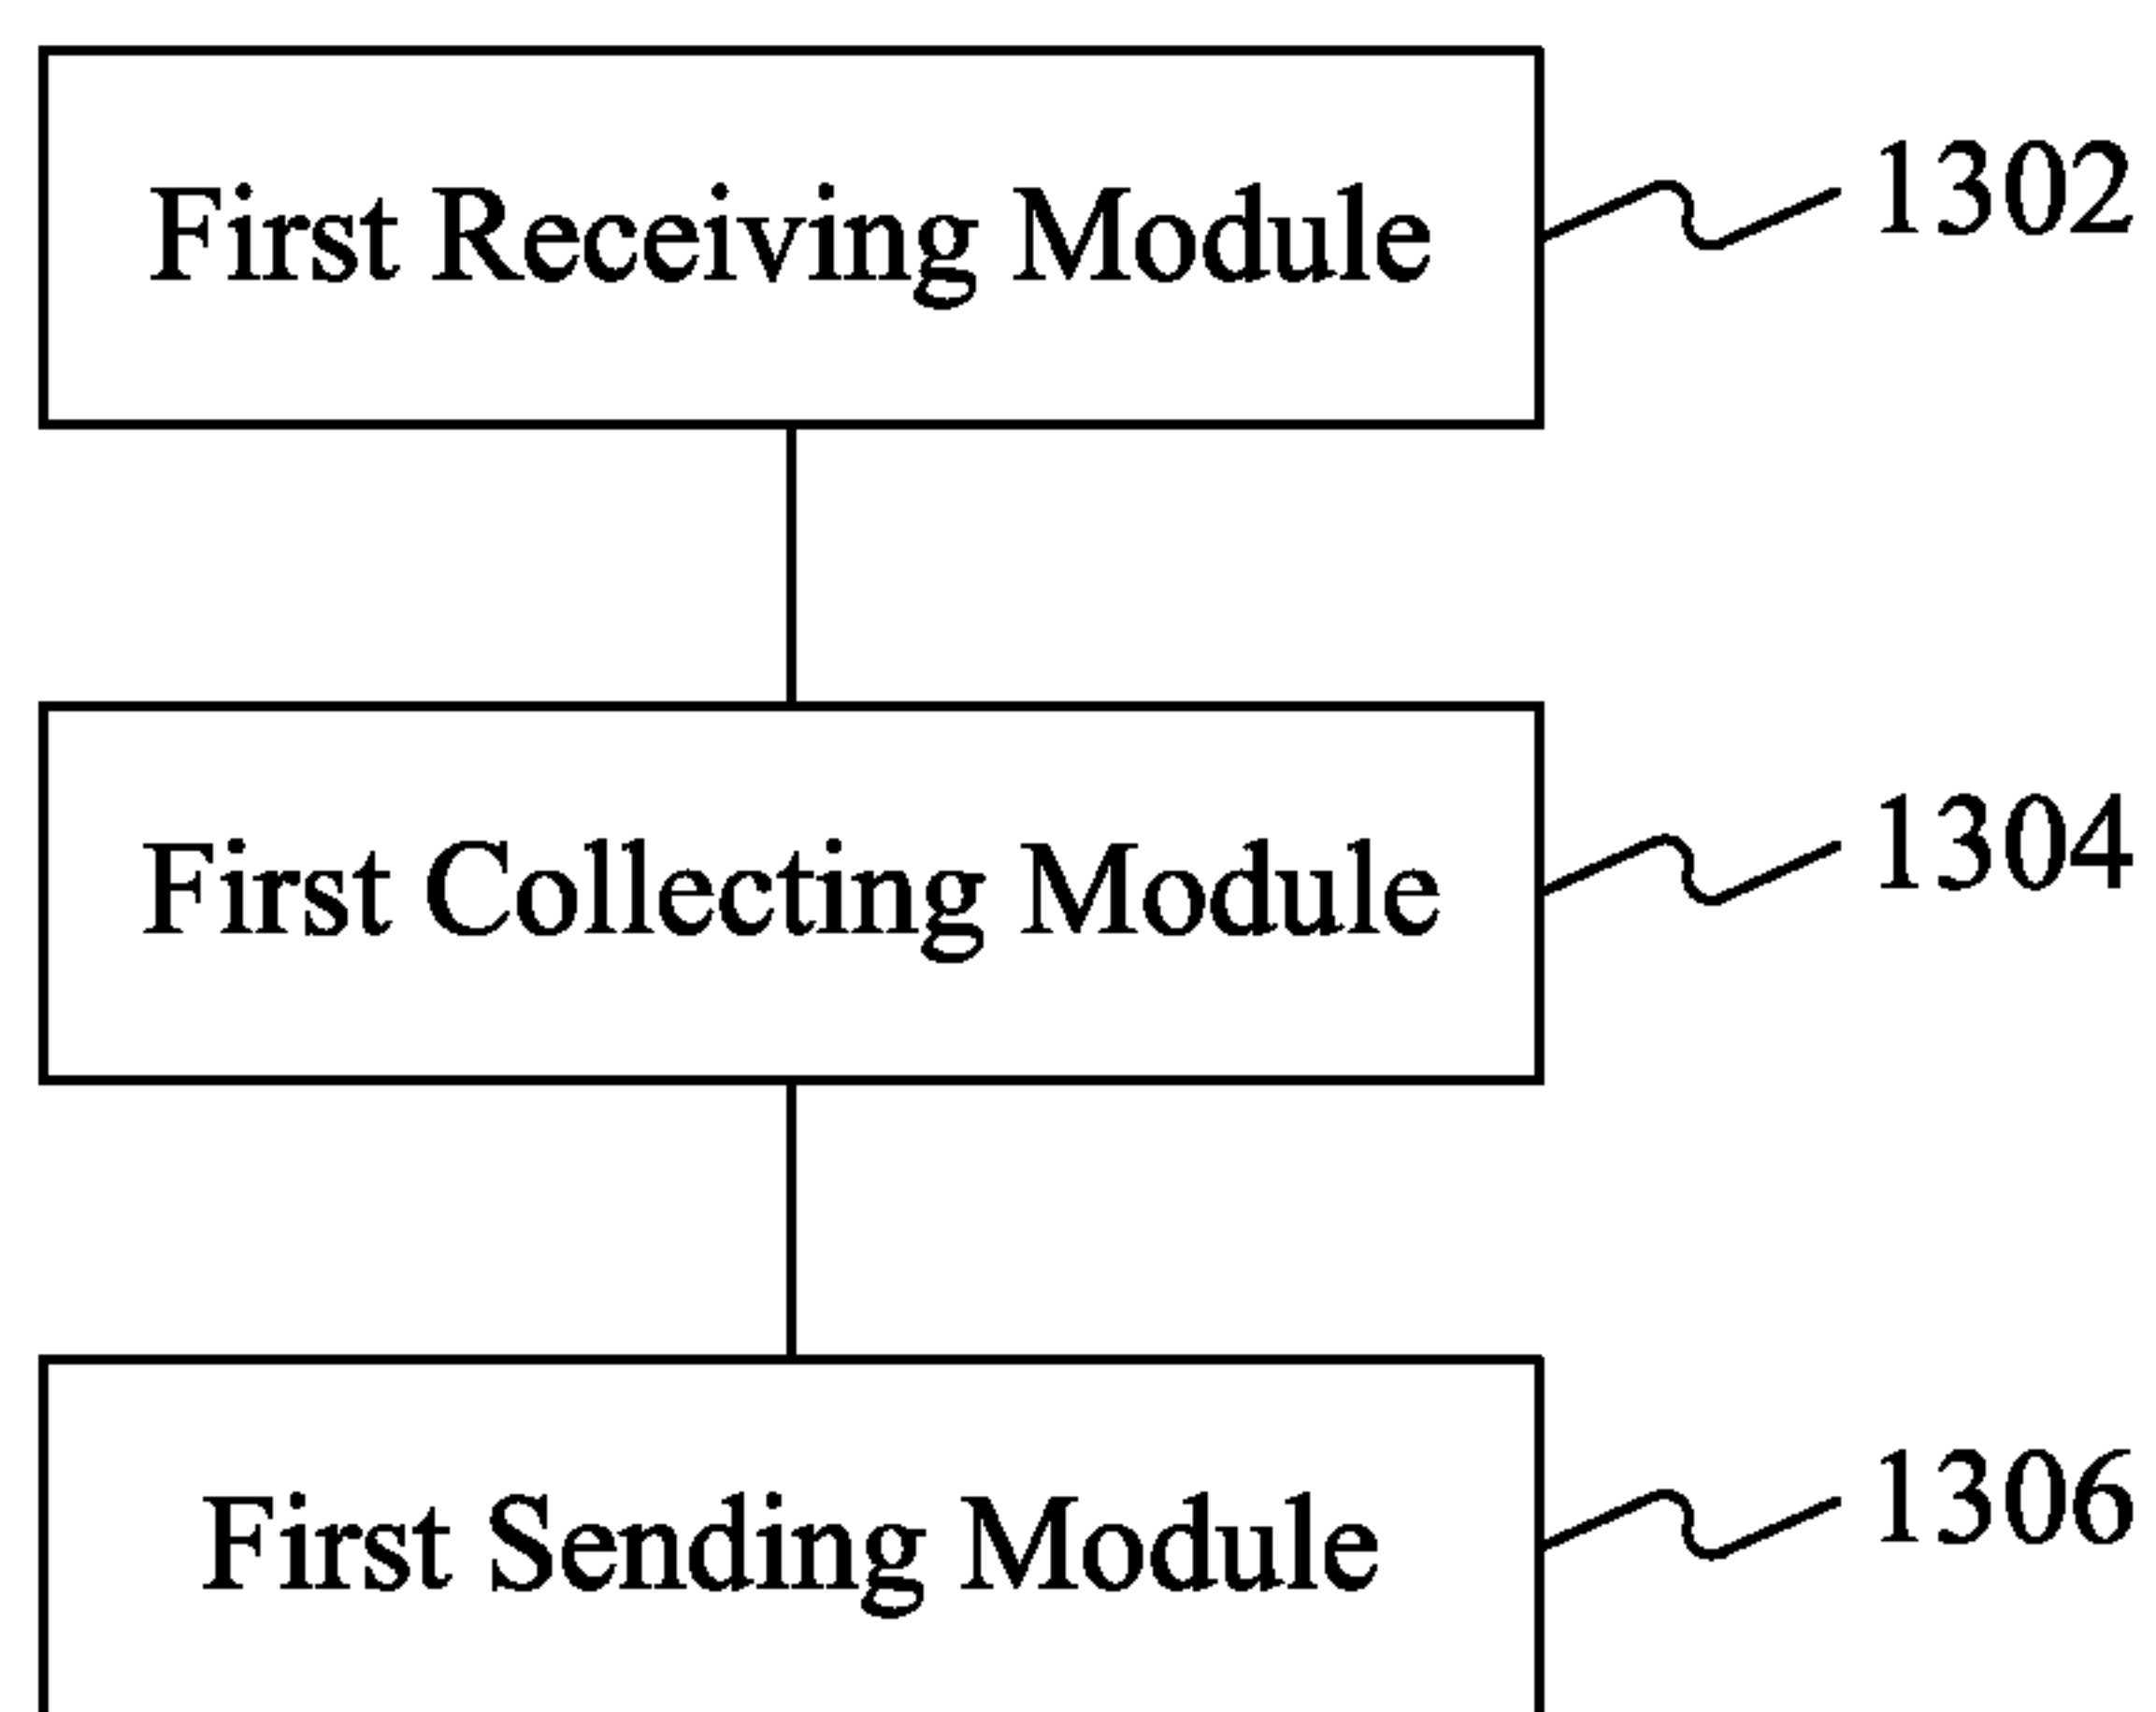 First Receiving Module 1302
First Collecting Module 1304
First Sending Module 1306